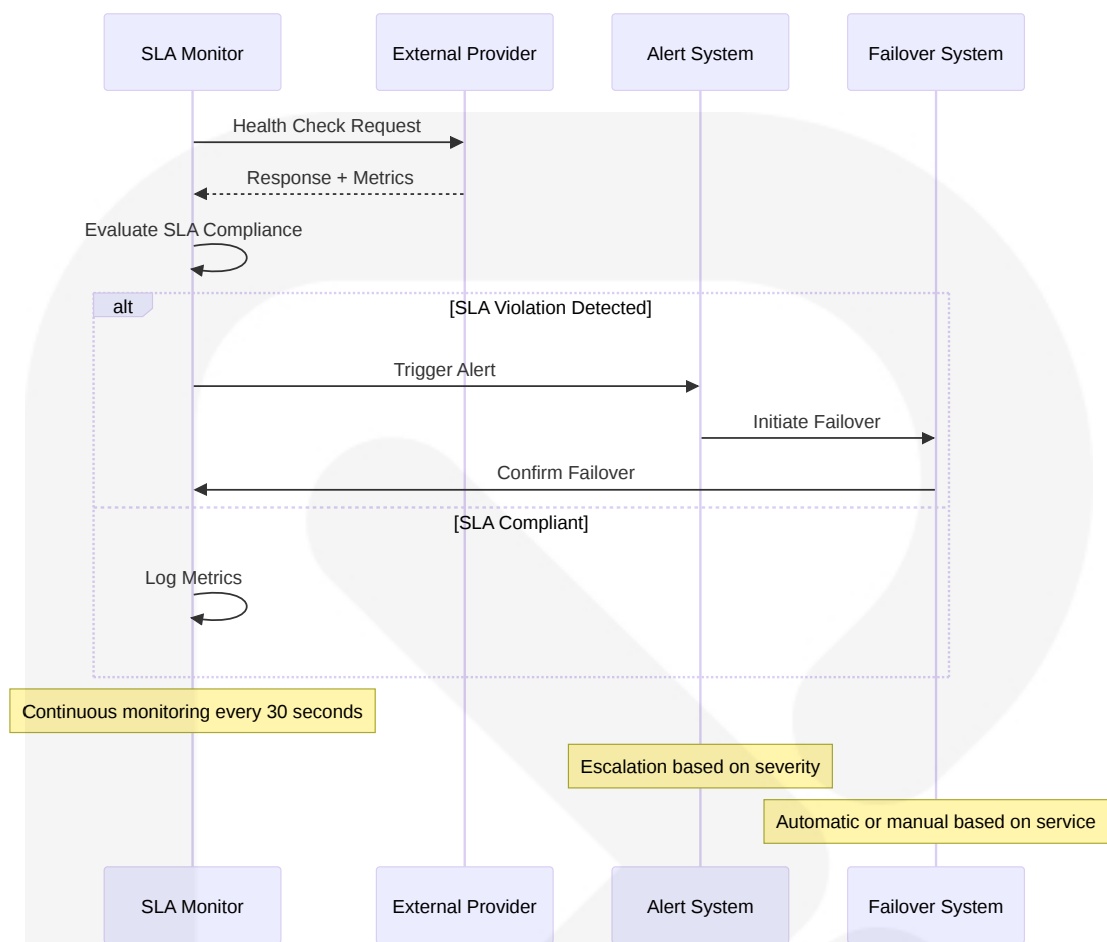 SLA Monitor
External Provider
Alert System
Failover System
Health Check Request
Response + Metrics
Evaluate SLA Compliance
alt
[SLA Violation Detected]
Trigger Alert
Initiate Failover
Confirm Failover
[SLA Compliant]
Log Metrics
Continuous monitoring every 30 seconds
Escalation based on severity
Automatic or manual based on service
SLA Monitor
External Provider
Alert System
Failover System